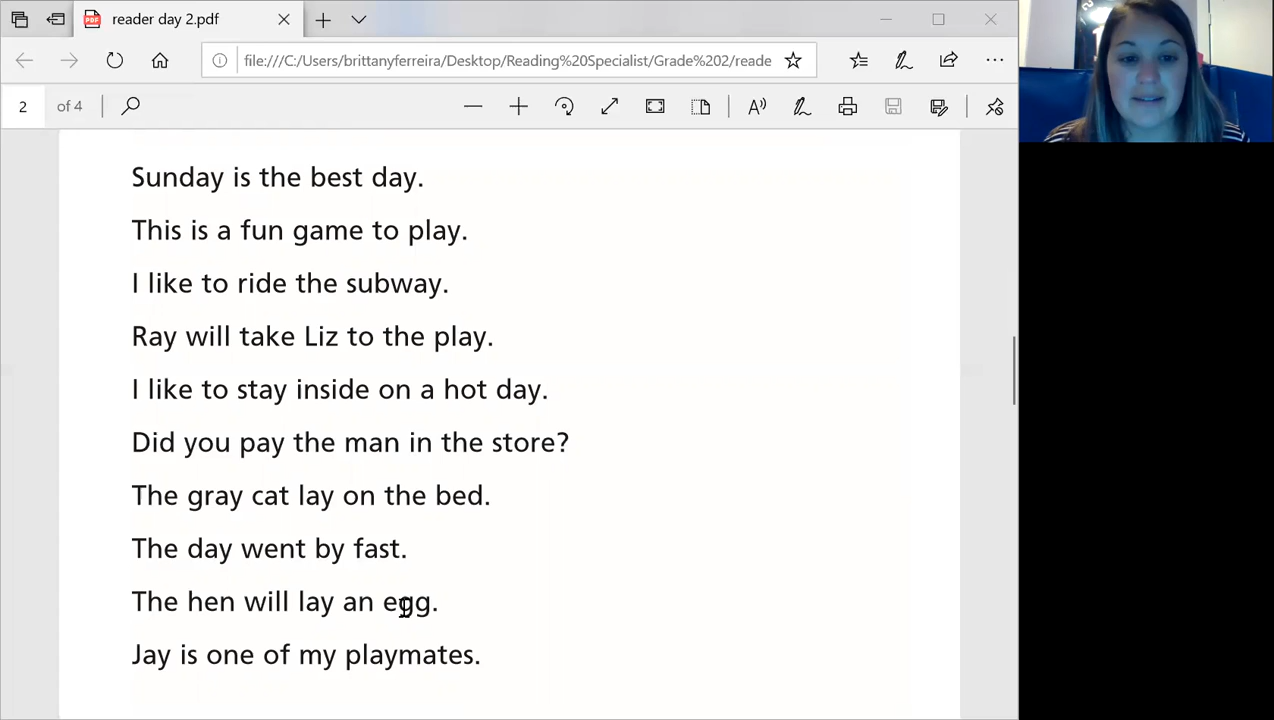 reader day 2.pdf
file:///C:/Users/brittanyferreira/Desktop/Reading%20Specialist/Grade%202/reade
2 of 4
Sunday is the best day.
This is a fun game to play.
I like to ride the subway.
Ray will take Liz to the play.
I like to stay inside on a hot day.
Did you pay the man in the store?
The gray cat lay on the bed.
The day went by fast.
The hen will lay an egg.
Jay is one of my playmates.